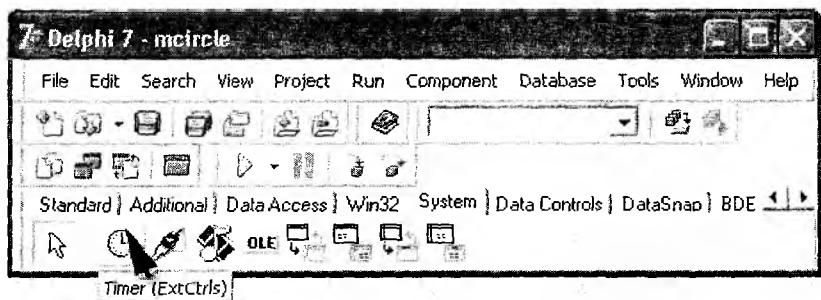 7 Delphi 7 - mcircle
File Edit Search View Project Run Component Database Tools Window Help
Standard Additional Data Access Win32 System Data Controls DataSnap BDE
OLE
Timer (ExtCtrls)